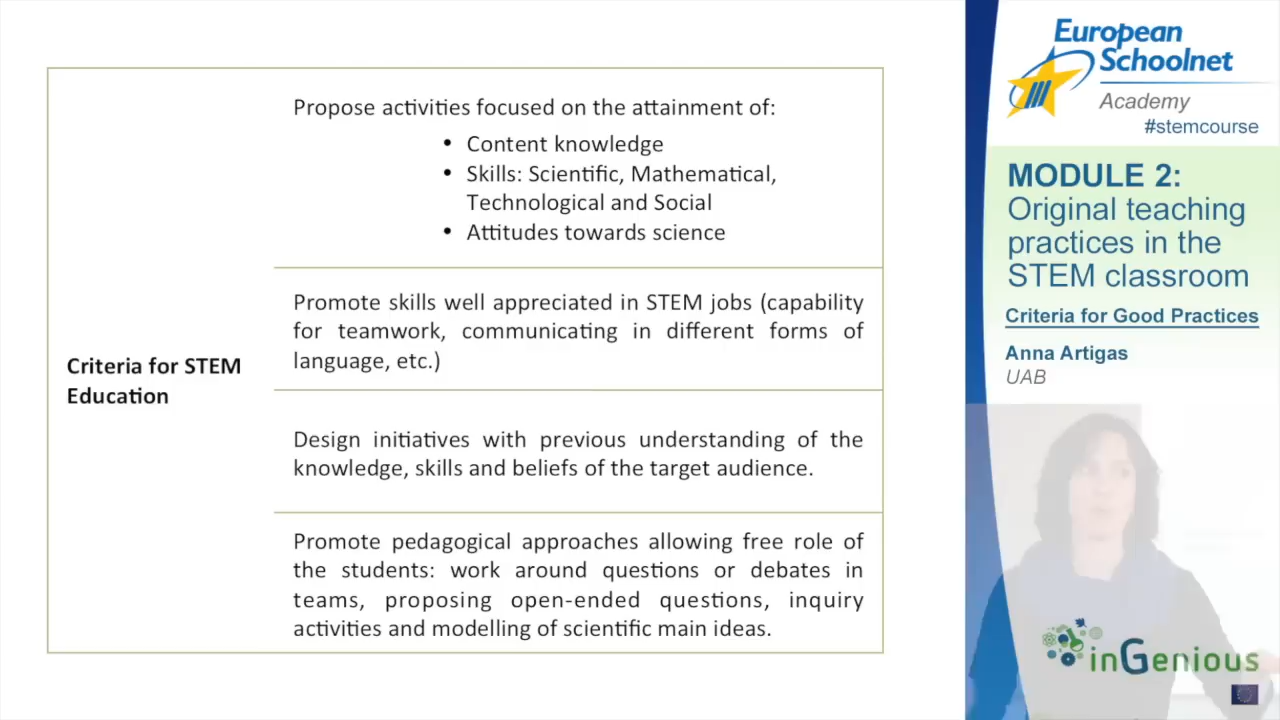 Propose activities focused on the attainment of:
• Content knowledge
• Skills: Scientific, Mathematical,
Technological and Social
• Attitudes towards science
Promote skills well appreciated in STEM jobs (capability
for teamwork, communicating in different forms of
language, etc.)
Criteria for STEM
Education
Design initiatives with previous understanding of the
knowledge, skills and beliefs of the target audience.
Promote pedagogical approaches allowing free role of
the students: work around questions or debates in
teams, proposing open-ended questions, inquiry
activities and modelling of scientific main ideas.
European
Schoolnet
Academy
#stemcourse
MODULE 2:
Original teaching
practices in the
STEM classroom
Criteria for Good Practices
Anna Artigas
UAB
inGenious